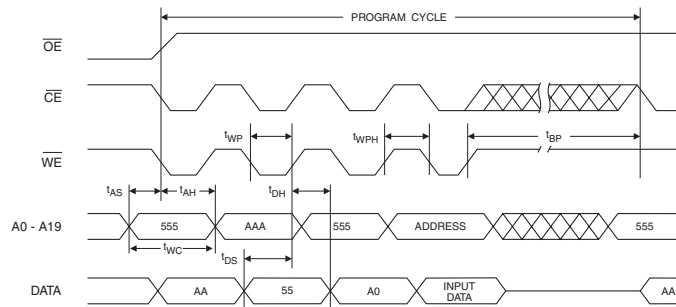 PROGRAM CYCLE
OE
CE
tWP
tWPH
tBP
WE
tAS
tAH
tDH
A0 - A19
555
AAA
555
ADDRESS
555
tWC
tDS
DATA
AA
55
A0
INPUT
DATA
AA